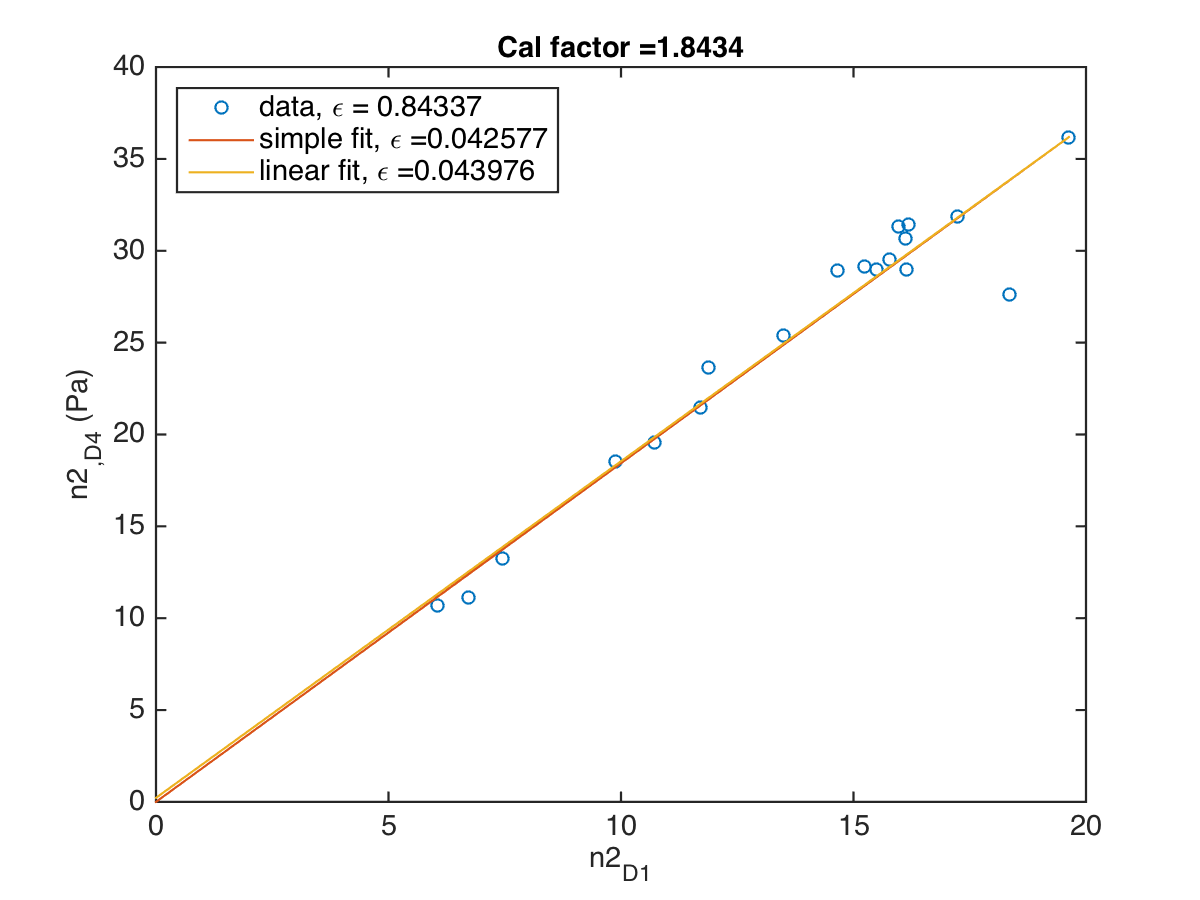 Cal factor =1.8434
data, ϵ = 0.84337
simple fit, ϵ =0.042577
linear fit, ϵ =0.043976
40
35
30
25
20
15
10
5
0
n2,D4 (Pa)
0 5 10 15 20
n2D1